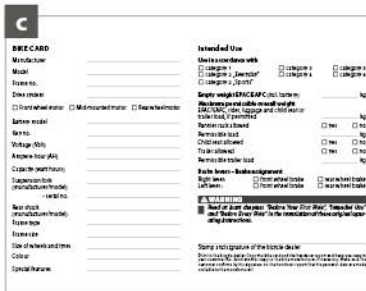 C
BIKE CARD
Manufacturer
Model
Frame no.
Drive system
Front wheel motor Mid-mounted motor Rear wheel motor
Battery model
Key no.
Voltage (Volt)
Ampere-hour (AH)
Capacity (watt hours)
Suspension fork
(manufacturer/model)
- serial no.
Rear shock
(manufacturer/model)
Frame type
Frame size
Size of wheels and tyres
Colour
Special features
Intended Use
Use in accordance with
category 1 category 3 category 5
category 2 category 4 category 6
category 2 „Sports"
Empty weight EPAC/EAPC (incl. battery) kg
Maximum permissible overall weight
EPAC/EAPC, rider, luggage and child seat or
trailer load, if permitted kg
Pannier rack allowed yes no
Permissible load kg
Child seat allowed yes no
Trailer allowed yes no
Permissible trailer load kg
Brake levers – Brake assignment
Right lever: front wheel brake rear wheel brake
Left lever: front wheel brake rear wheel brake
WARNING
Read at least the pages "Before Your First Ride", "Intended Use"
and "Before Every Ride" in the translation of these original oper-
ating instructions.
Stamp and signature of the bicycle dealer